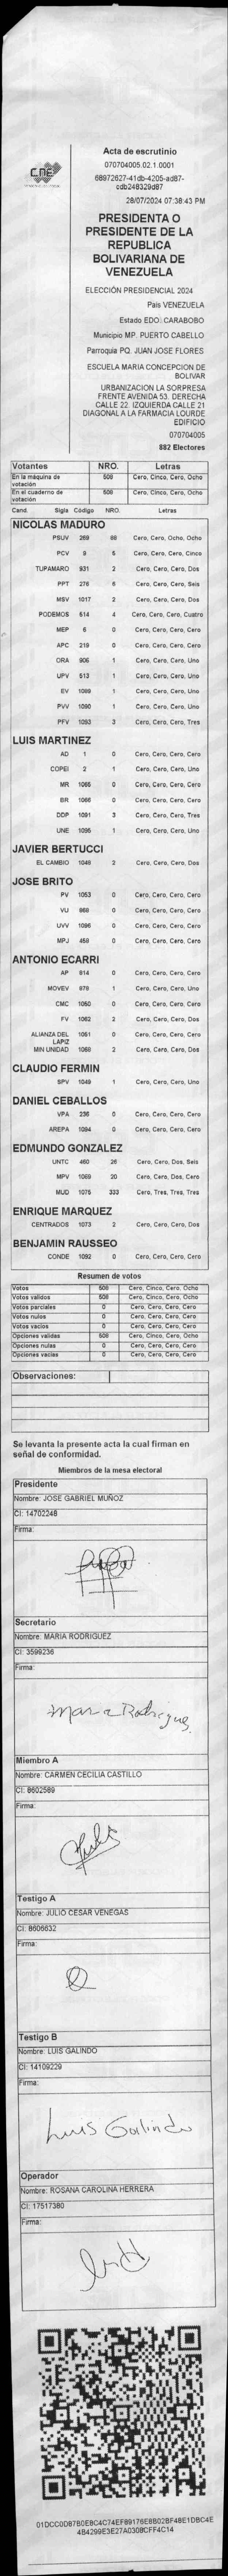 CNE
Acta de escrutinio
070704005.02.1.0001
68972627-41db-4205-ad87-
cdb248329d87
28/07/2024 07:38:43 PM
PRESIDENTA O
PRESIDENTE DE LA
REPUBLICA
BOLIVARIANA DE
VENEZUELA
ELECCIÓN PRESIDENCIAL 2024
País VENEZUELA
Estado EDO. CARABOBO
Municipio MP. PUERTO CABELLO
Parroquia PQ. JUAN JOSE FLORES
ESCUELA MARIA CONCEPCION DE
BOLIVAR
URBANIZACION LA SORPRESA
FRENTE AVENIDA 53. DERECHA
CALLE 22. IZQUIERDA CALLE 21
DIAGONAL A LA FARMACIA LOURDE
EDIFICIO
070704005
882 Electores
Votantes NRO. Letras
En la máquina de votación 508 Cero, Cinco, Cero, Ocho
En el cuaderno de votación 508 Cero, Cinco, Cero, Ocho
Cand. Sigla Código NRO. Letras
NICOLAS MADURO
PSUV 269 88 Cero, Cero, Ocho, Ocho
PCV 9 5 Cero, Cero, Cero, Cinco
TUPAMARO 931 2 Cero, Cero, Cero, Dos
PPT 276 6 Cero, Cero, Cero, Seis
MSV 1017 2 Cero, Cero, Cero, Dos
PODEMOS 514 4 Cero, Cero, Cero, Cuatro
MEP 6 0 Cero, Cero, Cero, Cero
APC 219 0 Cero, Cero, Cero, Cero
ORA 906 1 Cero, Cero, Cero, Uno
UPV 513 1 Cero, Cero, Cero, Uno
EV 1089 1 Cero, Cero, Cero, Uno
PVV 1090 1 Cero, Cero, Cero, Uno
PFV 1093 3 Cero, Cero, Cero, Tres
LUIS MARTINEZ
AD 1 0 Cero, Cero, Cero, Cero
COPEI 2 1 Cero, Cero, Cero, Uno
MR 1065 0 Cero, Cero, Cero, Cero
BR 1066 0 Cero, Cero, Cero, Cero
DDP 1091 3 Cero, Cero, Cero, Tres
UNE 1095 1 Cero, Cero, Cero, Uno
JAVIER BERTUCCI
EL CAMBIO 1048 2 Cero, Cero, Cero, Dos
JOSE BRITO
PV 1053 0 Cero, Cero, Cero, Cero
VU 868 0 Cero, Cero, Cero, Cero
UVV 1086 0 Cero, Cero, Cero, Cero
MPJ 459 0 Cero, Cero, Cero, Cero
ANTONIO ECARRI
AP 814 0 Cero, Cero, Cero, Cero
MOVEV 879 1 Cero, Cero, Cero, Uno
CMC 1050 0 Cero, Cero, Cero, Cero
FV 1062 2 Cero, Cero, Cero, Dos
ALIANZA DEL LAPIZ 1051 0 Cero, Cero, Cero, Cero
MIN UNIDAD 1069 2 Cero, Cero, Cero, Dos
CLAUDIO FERMIN
SPV 1049 1 Cero, Cero, Cero, Uno
DANIEL CEBALLOS
VPA 236 0 Cero, Cero, Cero, Cero
AREPA 1094 0 Cero, Cero, Cero, Cero
EDMUNDO GONZALEZ
UNTC 460 26 Cero, Cero, Dos, Seis
MPV 1069 20 Cero, Cero, Dos, Cero
MUD 1075 333 Cero, Tres, Tres, Tres
ENRIQUE MARQUEZ
CENTRADOS 1073 2 Cero, Cero, Cero, Dos
BENJAMIN RAUSSEO
CONDE 1092 0 Cero, Cero, Cero, Cero
Resumen de votos
Votos 508 Cero, Cinco, Cero, Ocho
Votos validos 508 Cero, Cinco, Cero, Ocho
Votos parciales 0 Cero, Cero, Cero, Cero
Votos nulos 0 Cero, Cero, Cero, Cero
Votos vacios 0 Cero, Cero, Cero, Cero
Opciones validas 508 Cero, Cinco, Cero, Ocho
Opciones nulas 0 Cero, Cero, Cero, Cero
Opciones vacias 0 Cero, Cero, Cero, Cero
Observaciones:
Se levanta la presente acta la cual firman en
señal de conformidad.
Miembros de la mesa electoral
Presidente
Nombre: JOSE GABRIEL MUÑOZ
CI: 14702248
Firma:
Secretario
Nombre: MARIA RODRIGUEZ
CI: 3599236
Firma:
Maria Rodriguez
Miembro A
Nombre: CARMEN CECILIA CASTILLO
CI: 8602589
Firma:
Testigo A
Nombre: JULIO CESAR VENEGAS
CI: 8606632
Firma:
Testigo B
Nombre: LUIS GALINDO
CI: 14109229
Firma:
Luis Galindo
Operador
Nombre: ROSANA CAROLINA HERRERA
CI: 17517380
Firma:
01DCC0D87B0E8C4C74EF89176E8B02BF48E1DBC4E
4B4299E3E27A0308CFF4C14